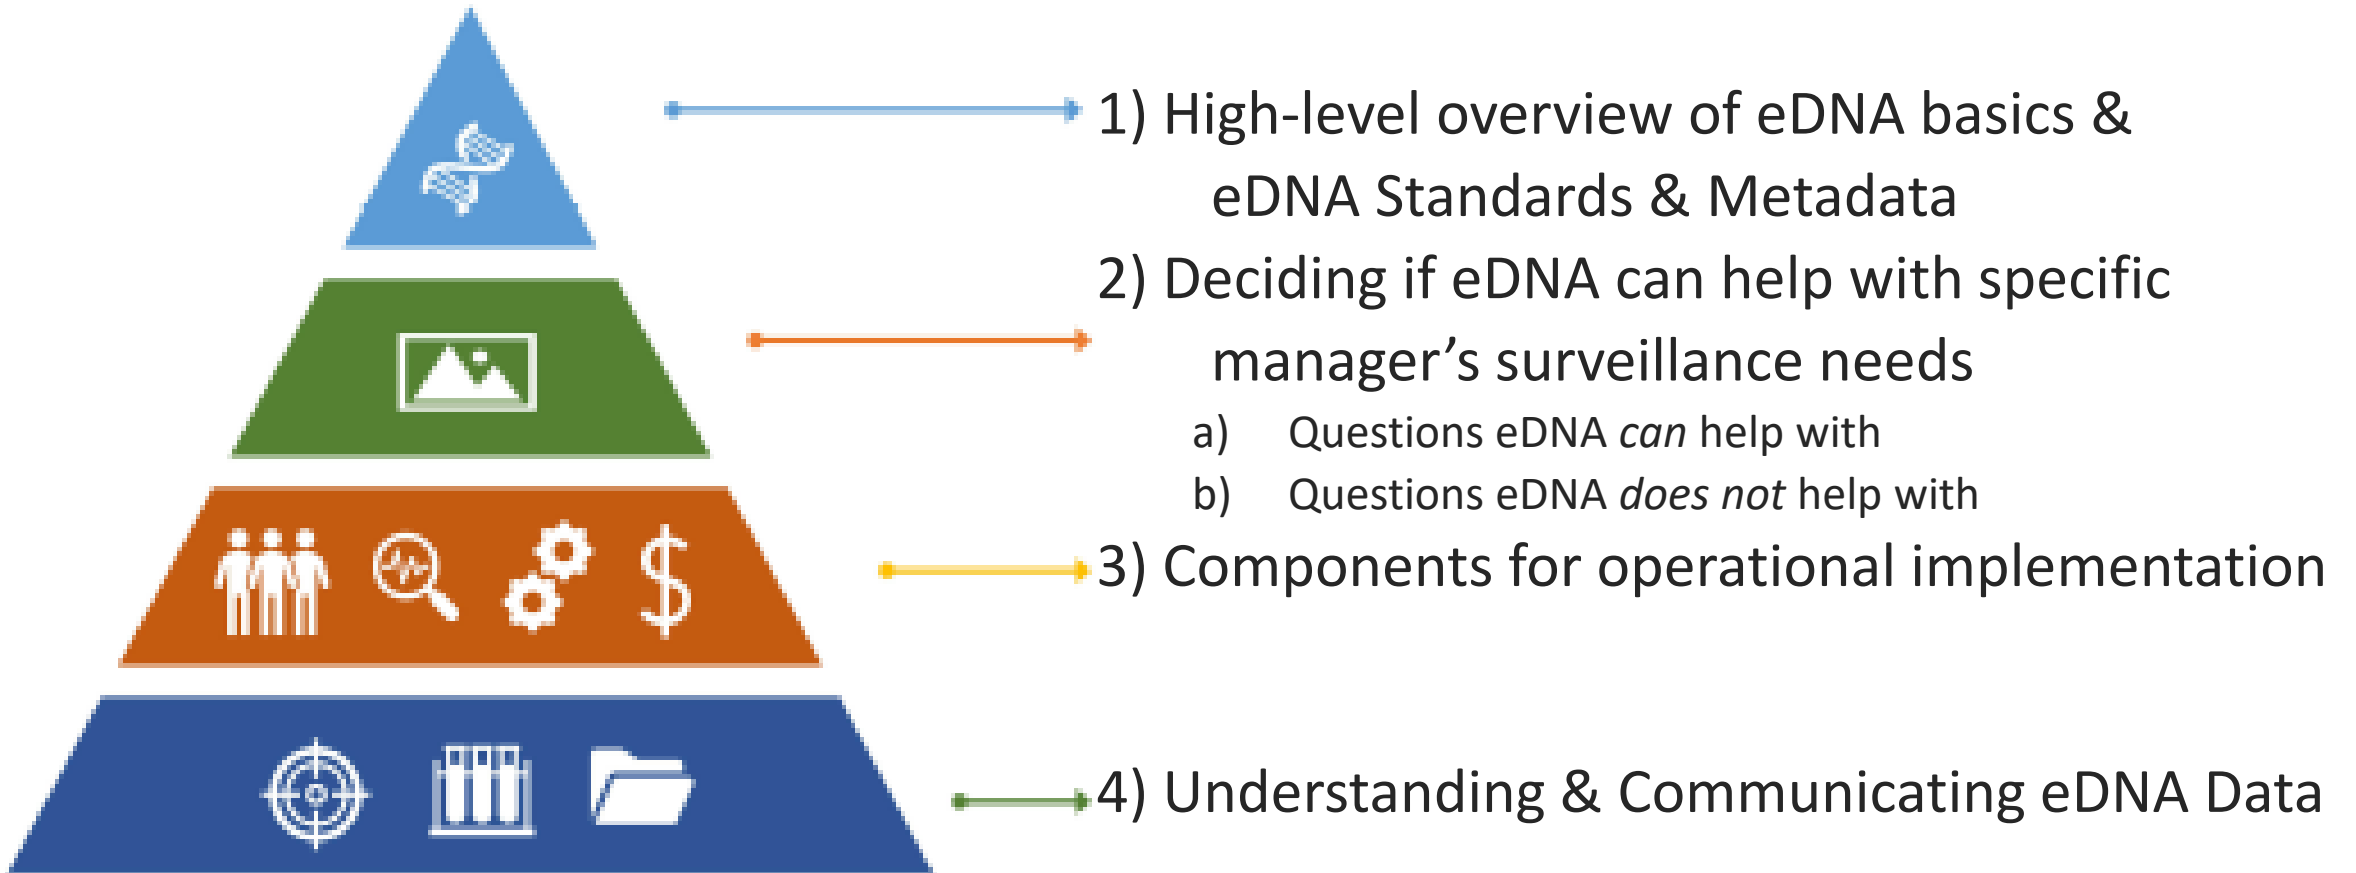 1) High-level overview of eDNA basics &
eDNA Standards & Metadata
2) Deciding if eDNA can help with specific
manager’s surveillance needs
a) Questions eDNA can help with
b) Questions eDNA does not help with
3) Components for operational implementation
4) Understanding & Communicating eDNA Data